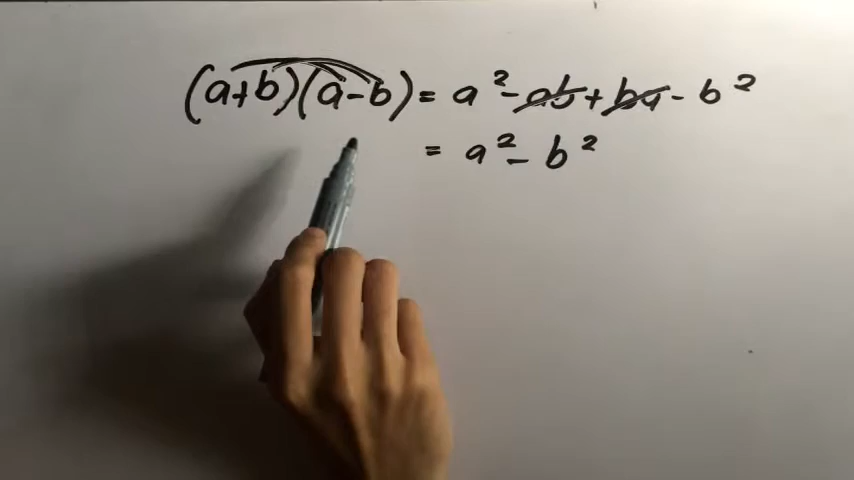 (a+b)(a-b) = a² - ab + ba - b²
= a² - b²